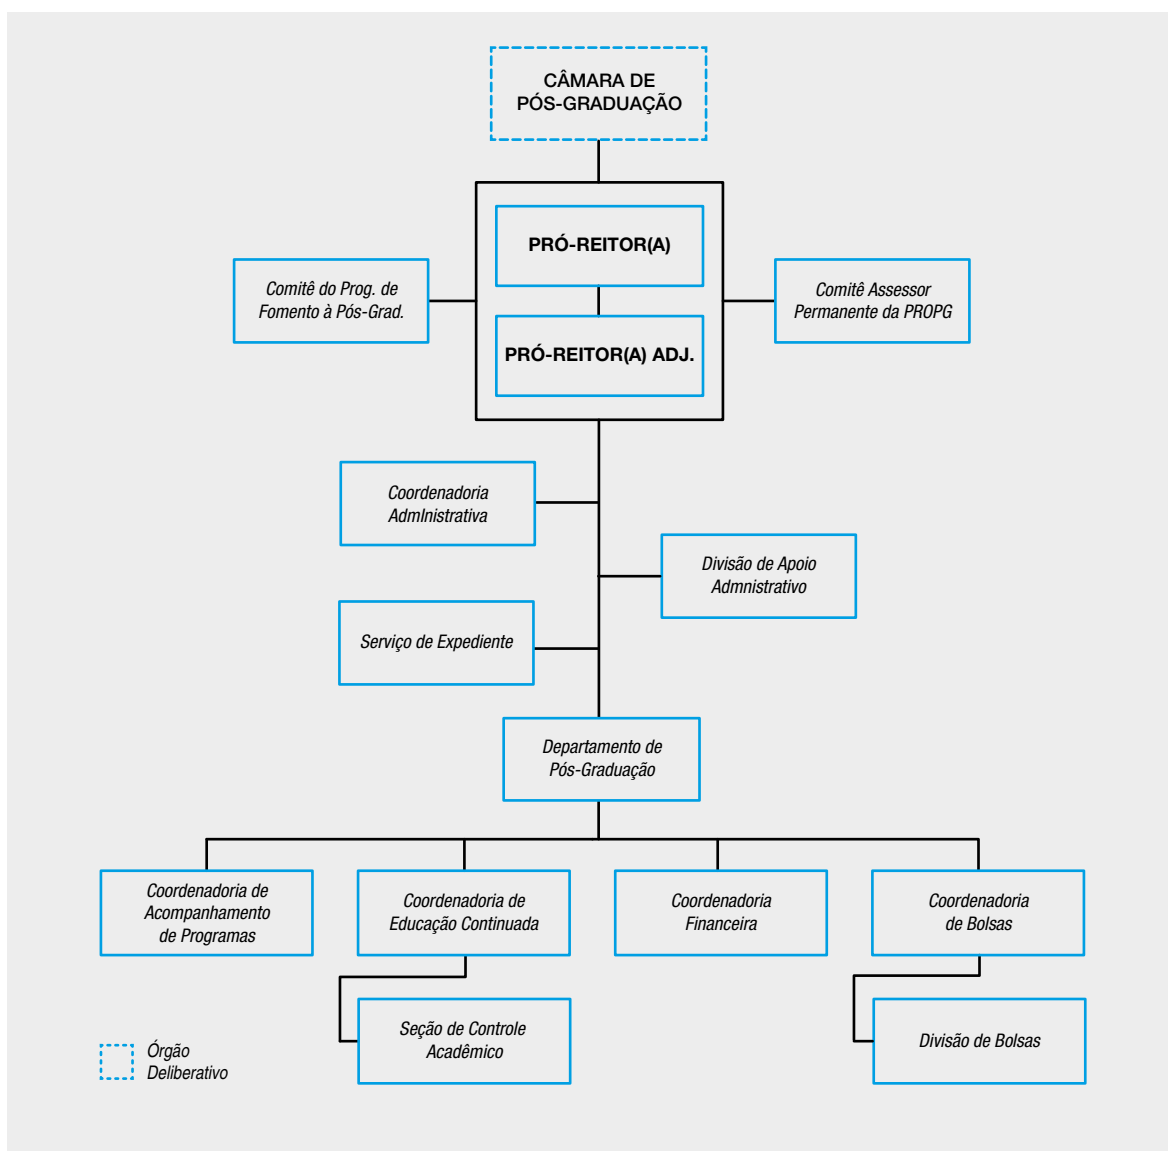 CÂMARA DE
PÓS-GRADUAÇÃO
PRÓ-REITOR(A)
Comitê do Prog. de
Fomento à Pós-Grad.
Comitê Assessor
Permanente da PROPG
PRÓ-REITOR(A) ADJ.
Coordenadoria
AdmInistrativa
Divisão de Apoio
Admnistrativo
Serviço de Expediente
Departamento de
Pós-Graduação
Coordenadoria de
Acompanhamento
de Programas
Coordenadoria de
Educação Continuada
Coordenadoria
Financeira
Coordenadoria
de Bolsas
Seção de Controle
Acadêmico
Divisão de Bolsas
Órgão
Deliberativo